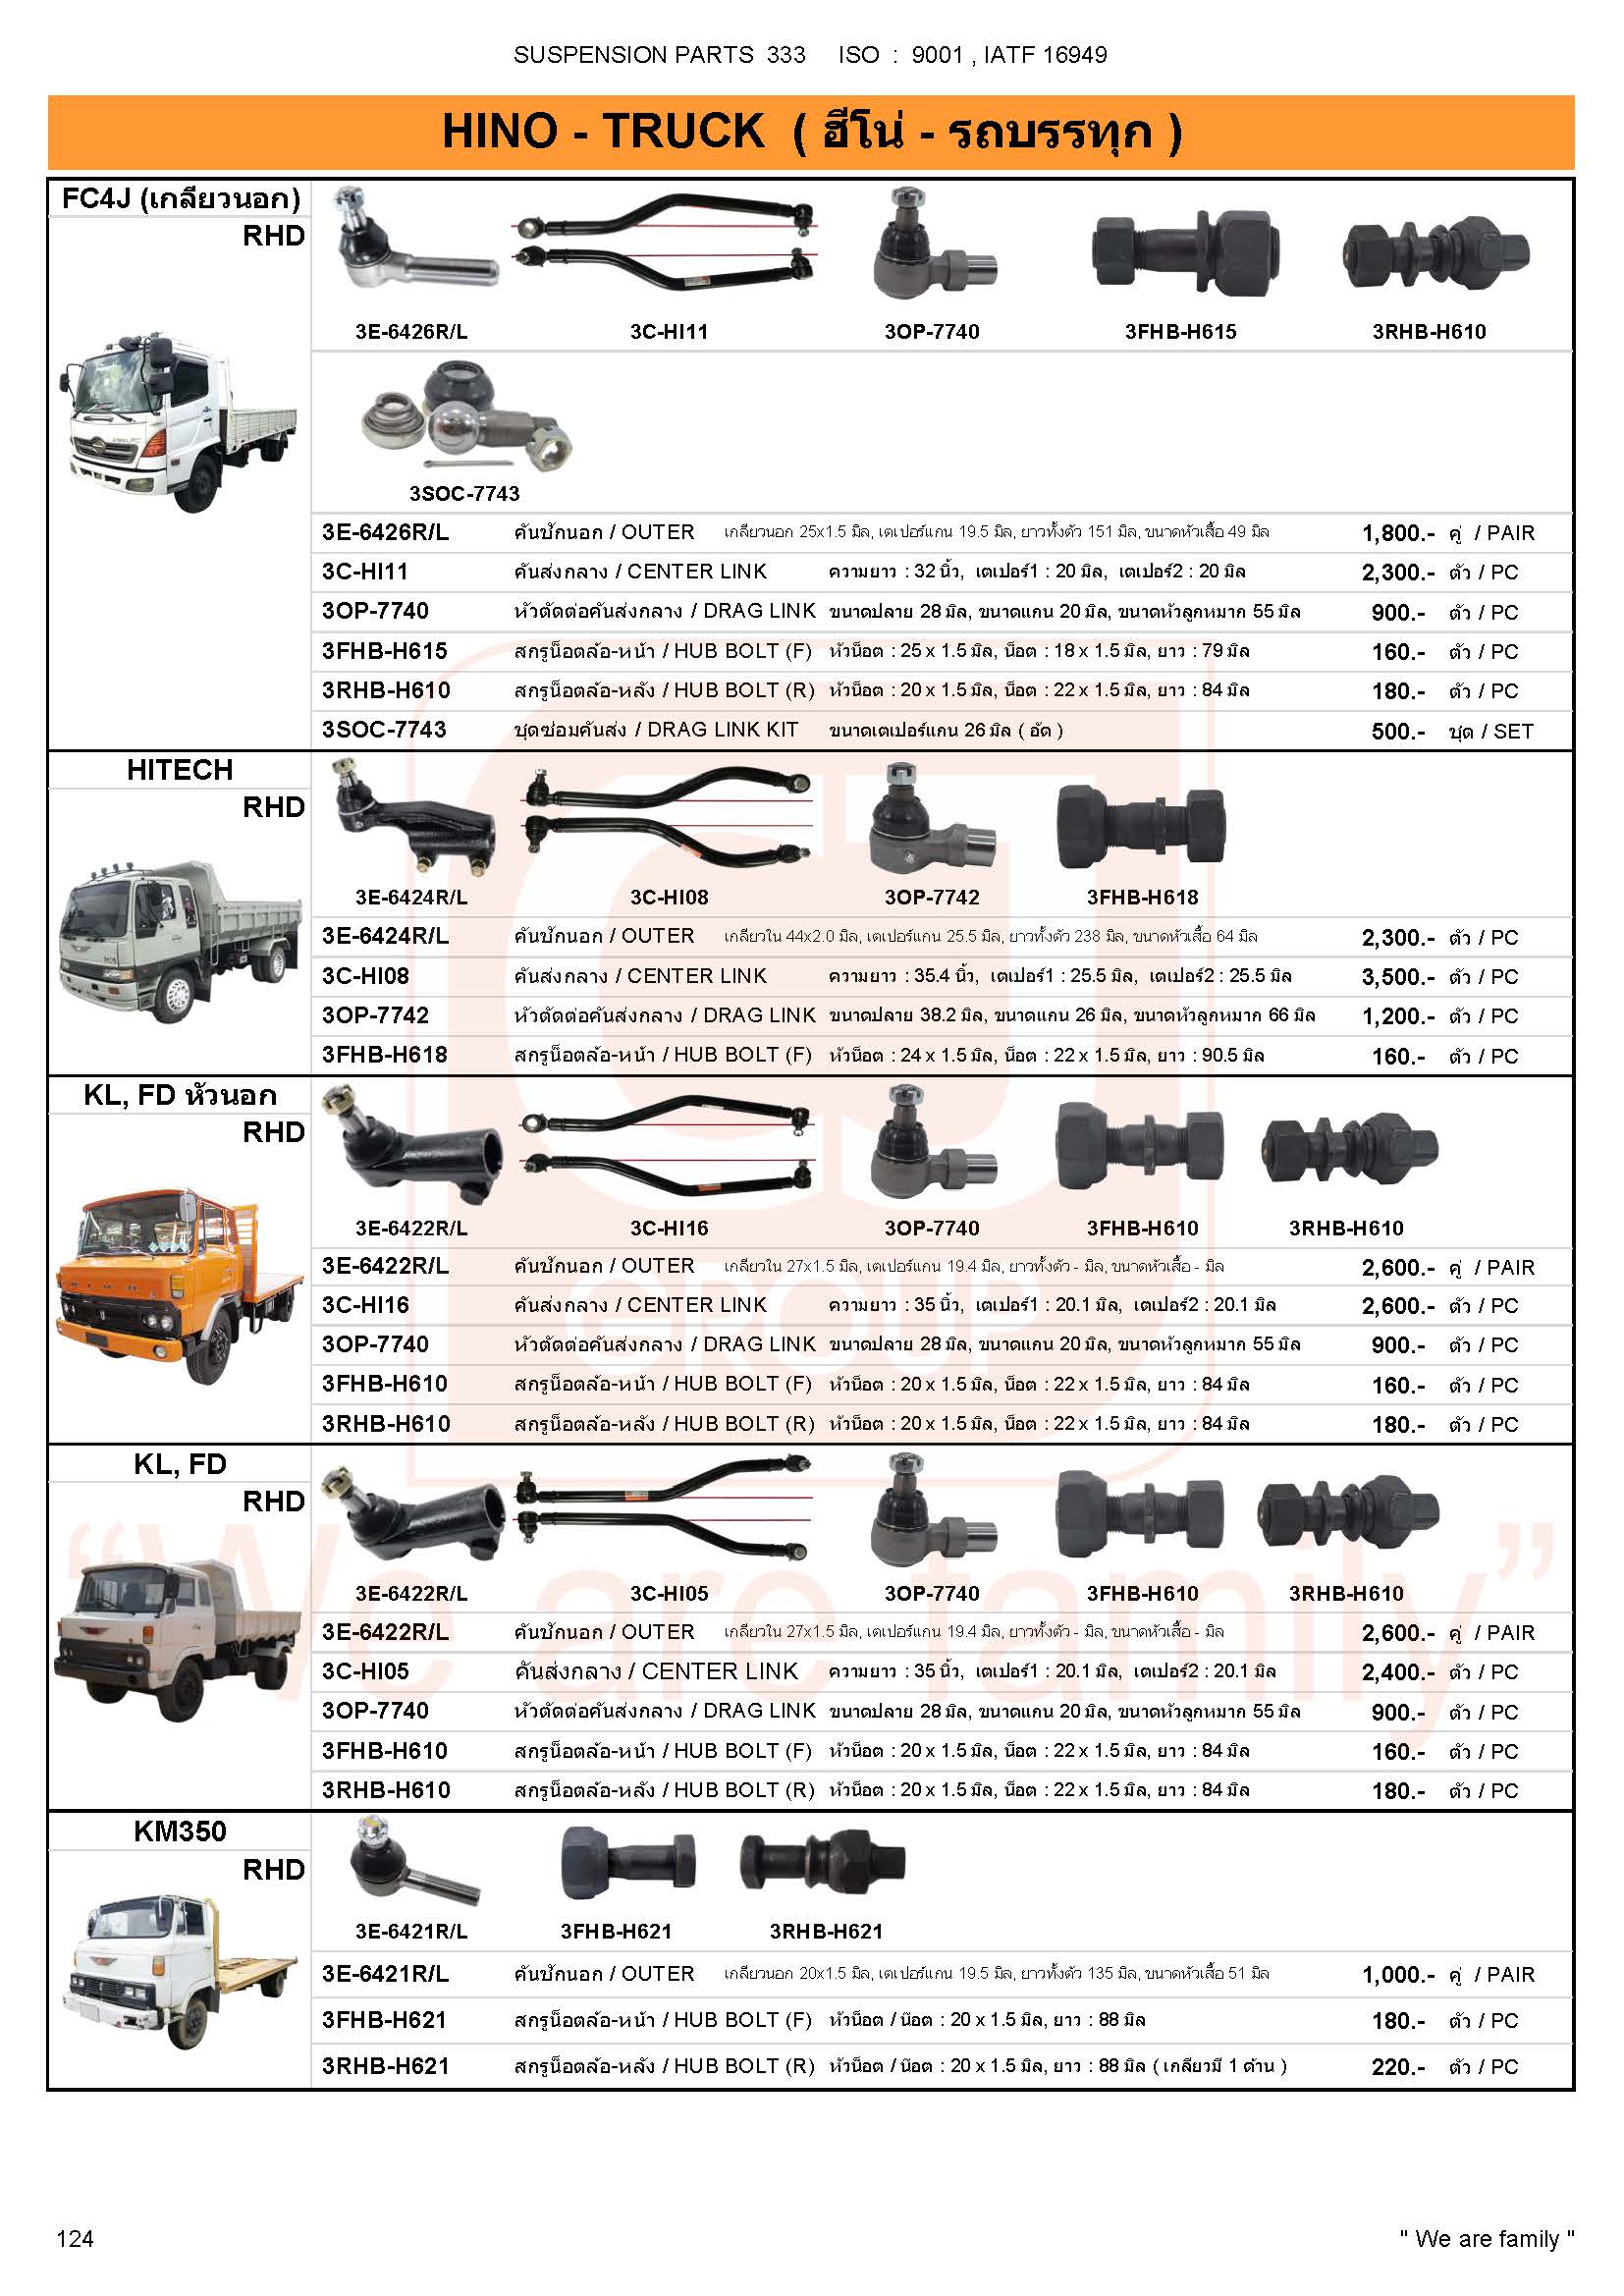 SUSPENSION PARTS 333 ISO : 9001 , IATF 16949
HINO - TRUCK ( ฮีโน่ - รถบรรทุก )
FC4J (เกลียวนอก)
RHD
3E-6426R/L 3C-HI11 3OP-7740 3FHB-H615 3RHB-H610
3SOC-7743
3E-6426R/L คันชักนอก / OUTER เกลียวนอก 25x1.5 มิล, เตเปอร์แกน 19.5 มิล, ยาวทั้งตัว 151 มิล, ขนาดหัวเสื้อ 49 มิล 1,800.- คู่ / PAIR
3C-HI11 คันส่งกลาง / CENTER LINK ความยาว : 32 นิ้ว, เตเปอร์1 : 20 มิล, เตเปอร์2 : 20 มิล 2,300.- ตัว / PC
3OP-7740 หัวตัดต่อคันส่งกลาง / DRAG LINK ขนาดปลาย 28 มิล, ขนาดแกน 20 มิล, ขนาดหัวลูกหมาก 55 มิล 900.- ตัว / PC
3FHB-H615 สกรูน็อตล้อ-หน้า / HUB BOLT (F) หัวน็อต : 25 x 1.5 มิล, น็อต : 18 x 1.5 มิล, ยาว : 79 มิล 160.- ตัว / PC
3RHB-H610 สกรูน็อตล้อ-หลัง / HUB BOLT (R) หัวน็อต : 20 x 1.5 มิล, น็อต : 22 x 1.5 มิล, ยาว : 84 มิล 180.- ตัว / PC
3SOC-7743 ชุดซ่อมคันส่ง / DRAG LINK KIT ขนาดเตเปอร์แกน 26 มิล ( อัด ) 500.- ชุด / SET
HITECH
RHD
3E-6424R/L 3C-HI08 3OP-7742 3FHB-H618
3E-6424R/L คันชักนอก / OUTER เกลียวใน 44x2.0 มิล, เตเปอร์แกน 25.5 มิล, ยาวทั้งตัว 238 มิล, ขนาดหัวเสื้อ 64 มิล 2,300.- ตัว / PC
3C-HI08 คันส่งกลาง / CENTER LINK ความยาว : 35.4 นิ้ว, เตเปอร์1 : 25.5 มิล, เตเปอร์2 : 25.5 มิล 3,500.- ตัว / PC
3OP-7742 หัวตัดต่อคันส่งกลาง / DRAG LINK ขนาดปลาย 38.2 มิล, ขนาดแกน 26 มิล, ขนาดหัวลูกหมาก 66 มิล 1,200.- ตัว / PC
3FHB-H618 สกรูน็อตล้อ-หน้า / HUB BOLT (F) หัวน็อต : 24 x 1.5 มิล, น็อต : 22 x 1.5 มิล, ยาว : 90.5 มิล 160.- ตัว / PC
KL, FD หัวนอก
RHD
3E-6422R/L 3C-HI16 3OP-7740 3FHB-H610 3RHB-H610
3E-6422R/L คันชักนอก / OUTER เกลียวใน 27x1.5 มิล, เตเปอร์แกน 19.4 มิล, ยาวทั้งตัว - มิล, ขนาดหัวเสื้อ - มิล 2,600.- คู่ / PAIR
3C-HI16 คันส่งกลาง / CENTER LINK ความยาว : 35 นิ้ว, เตเปอร์1 : 20.1 มิล, เตเปอร์2 : 20.1 มิล 2,600.- ตัว / PC
3OP-7740 หัวตัดต่อคันส่งกลาง / DRAG LINK ขนาดปลาย 28 มิล, ขนาดแกน 20 มิล, ขนาดหัวลูกหมาก 55 มิล 900.- ตัว / PC
3FHB-H610 สกรูน็อตล้อ-หน้า / HUB BOLT (F) หัวน็อต : 20 x 1.5 มิล, น็อต : 22 x 1.5 มิล, ยาว : 84 มิล 160.- ตัว / PC
3RHB-H610 สกรูน็อตล้อ-หลัง / HUB BOLT (R) หัวน็อต : 20 x 1.5 มิล, น็อต : 22 x 1.5 มิล, ยาว : 84 มิล 180.- ตัว / PC
KL, FD
RHD
3E-6422R/L 3C-HI05 3OP-7740 3FHB-H610 3RHB-H610
3E-6422R/L คันชักนอก / OUTER เกลียวใน 27x1.5 มิล, เตเปอร์แกน 19.4 มิล, ยาวทั้งตัว - มิล, ขนาดหัวเสื้อ - มิล 2,600.- คู่ / PAIR
3C-HI05 คันส่งกลาง / CENTER LINK ความยาว : 35 นิ้ว, เตเปอร์1 : 20.1 มิล, เตเปอร์2 : 20.1 มิล 2,400.- ตัว / PC
3OP-7740 หัวตัดต่อคันส่งกลาง / DRAG LINK ขนาดปลาย 28 มิล, ขนาดแกน 20 มิล, ขนาดหัวลูกหมาก 55 มิล 900.- ตัว / PC
3FHB-H610 สกรูน็อตล้อ-หน้า / HUB BOLT (F) หัวน็อต : 20 x 1.5 มิล, น็อต : 22 x 1.5 มิล, ยาว : 84 มิล 160.- ตัว / PC
3RHB-H610 สกรูน็อตล้อ-หลัง / HUB BOLT (R) หัวน็อต : 20 x 1.5 มิล, น็อต : 22 x 1.5 มิล, ยาว : 84 มิล 180.- ตัว / PC
KM350
RHD
3E-6421R/L 3FHB-H621 3RHB-H621
3E-6421R/L คันชักนอก / OUTER เกลียวนอก 20x1.5 มิล, เตเปอร์แกน 19.5 มิล, ยาวทั้งตัว 135 มิล, ขนาดหัวเสื้อ 51 มิล 1,000.- คู่ / PAIR
3FHB-H621 สกรูน็อตล้อ-หน้า / HUB BOLT (F) หัวน็อต / น๊อต : 20 x 1.5 มิล, ยาว : 88 มิล 180.- ตัว / PC
3RHB-H621 สกรูน็อตล้อ-หลัง / HUB BOLT (R) หัวน็อต / น๊อต : 20 x 1.5 มิล, ยาว : 88 มิล ( เกลียวมี 1 ด้าน ) 220.- ตัว / PC
GROUP
“We are family”
124 " We are family "